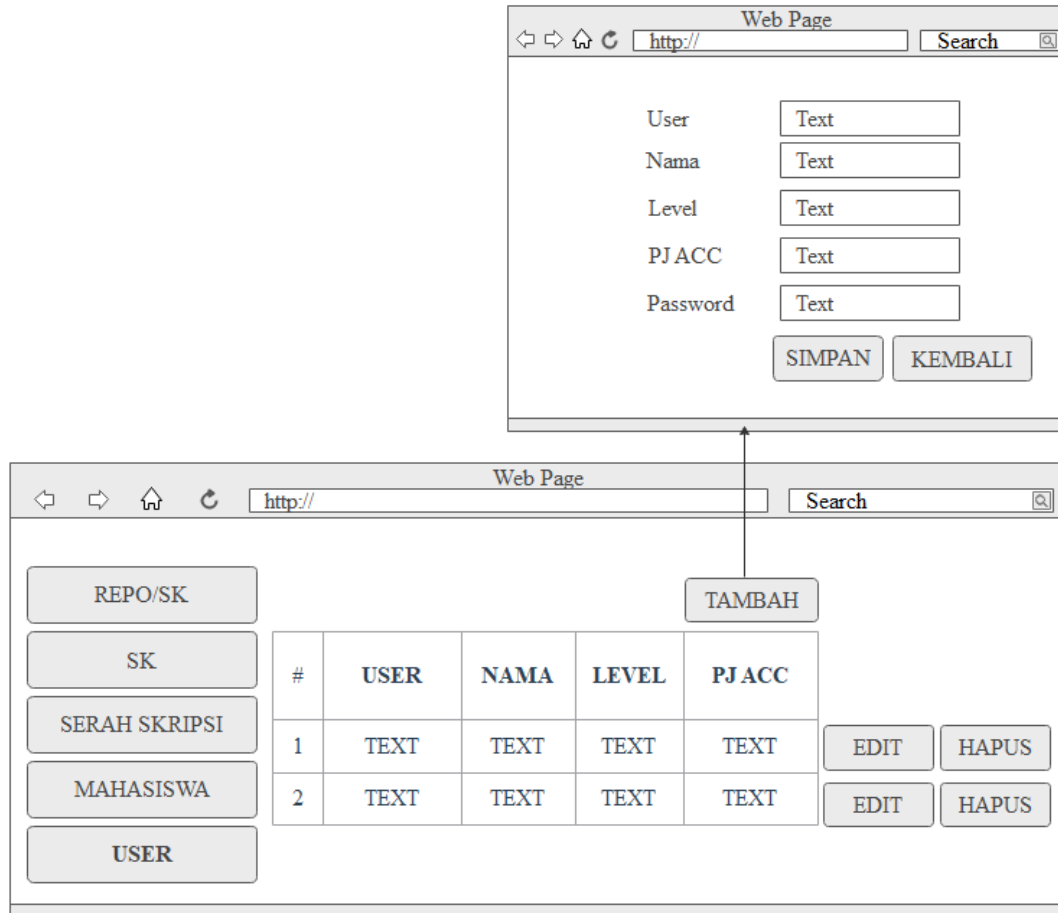 Web Page
http://
Search
User Text
Nama Text
Level Text
PJ ACC Text
Password Text
SIMPAN KEMBALI
Web Page
http://
Search
REPO/SK
TAMBAH
SK
# USER NAMA LEVEL PJ ACC
SERAH SKRIPSI
1 TEXT TEXT TEXT TEXT EDIT HAPUS
MAHASISWA
2 TEXT TEXT TEXT TEXT EDIT HAPUS
USER